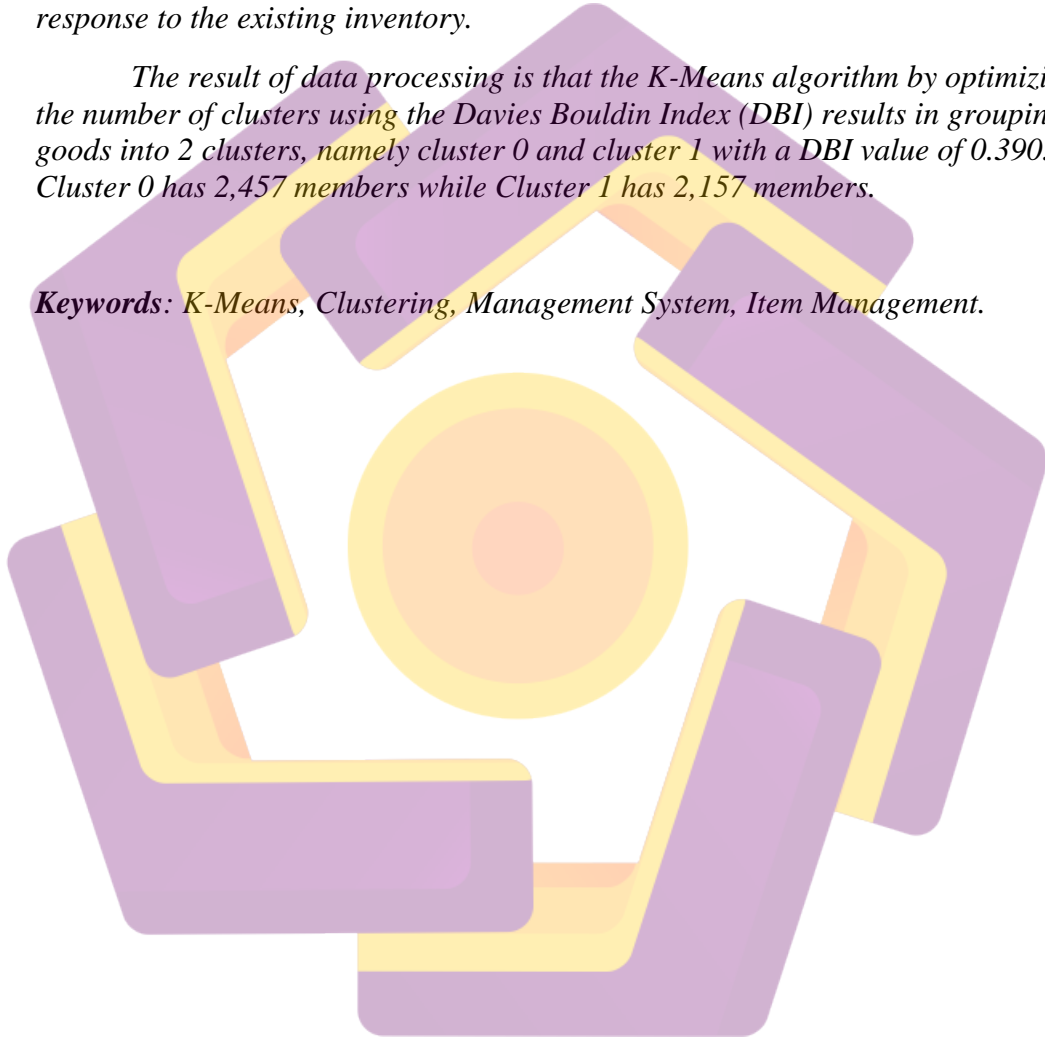 response to the existing inventory.
The result of data processing is that the K-Means algorithm by optimizi
the number of clusters using the Davies Bouldin Index (DBI) results in groupin
goods into 2 clusters, namely cluster 0 and cluster 1 with a DBI value of 0.390.
Cluster 0 has 2,457 members while Cluster 1 has 2,157 members.
Keywords: K-Means, Clustering, Management System, Item Management.